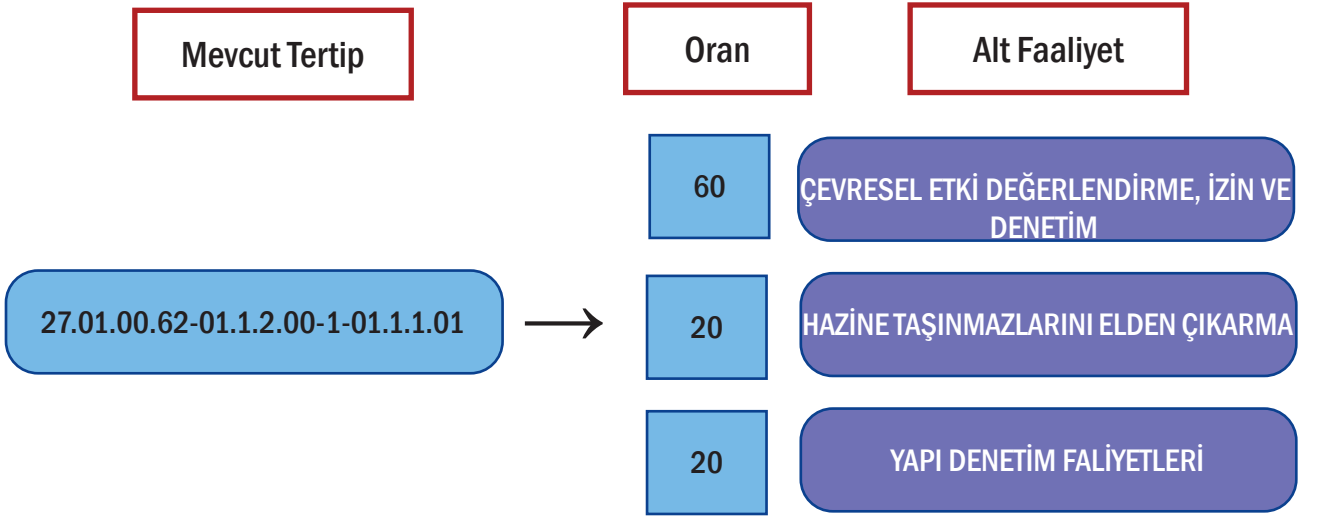 Mevcut Tertip
Oran
Alt Faaliyet
60
ÇEVRESEL ETKİ DEĞERLENDİRME, İZİN VE
DENETİM
27.01.00.62-01.1.2.00-1-01.1.1.01
20
HAZİNE TAŞINMAZLARINI ELDEN ÇIKARMA
20
YAPI DENETİM FALİYETLERİ